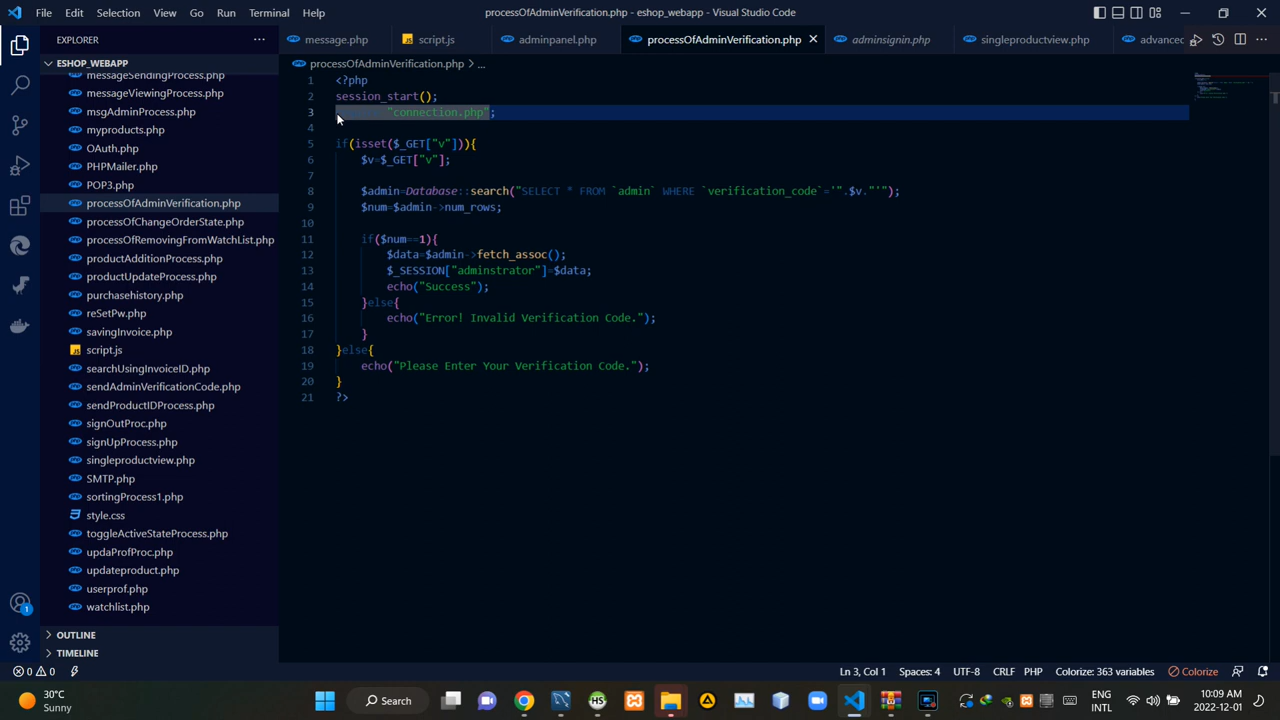 File Edit Selection View Go Run Terminal Help
processOfAdminVerification.php - eshop_webapp - Visual Studio Code
EXPLORER
message.php script.js adminpanel.php processOfAdminVerification.php adminsignin.php singleproductview.php advanced
ESHOP_WEBAPP
processOfAdminVerification.php > ...
messageSendingProcess.php
messageViewingProcess.php
msgAdminProcess.php
myproducts.php
OAuth.php
PHPMailer.php
POP3.php
processOfAdminVerification.php
processOfChangeOrderState.php
processOfRemovingFromWatchList.php
productAdditionProcess.php
productUpdateProcess.php
purchasehistory.php
resetPw.php
savingInvoice.php
script.js
searchUsingInvoiceID.php
sendAdminVerificationCode.php
sendProductIDProcess.php
signOutProc.php
signUpProcess.php
singleproductview.php
SMTP.php
sortingProcess1.php
style.css
toggleActiveStateProcess.php
updaProfProc.php
updateproduct.php
userprof.php
watchlist.php
OUTLINE
TIMELINE
1 <?php
2 session_start();
3 "connection.php";
4
5 if(isset($_GET["v"])){
6 $v=$_GET["v"];
7
8 $admin=Database::search("SELECT * FROM `admin` WHERE `verification_code`='".$v."'");
9 $num=$admin->num_rows;
10
11 if($num==1){
12 $data=$admin->fetch_assoc();
13 $_SESSION["adminstrator"]=$data;
14 echo("Success");
15 }else{
16 echo("Error! Invalid Verification Code.");
17 }
18 }else{
19 echo("Please Enter Your Verification Code.");
20 }
21 ?>
0 0 Ln 3, Col 1 Spaces: 4 UTF-8 CRLF PHP Colorize: 363 variables Colorize
1
30°C
Sunny
Search
HS
ENG
INTL
10:09 AM
2022-12-01